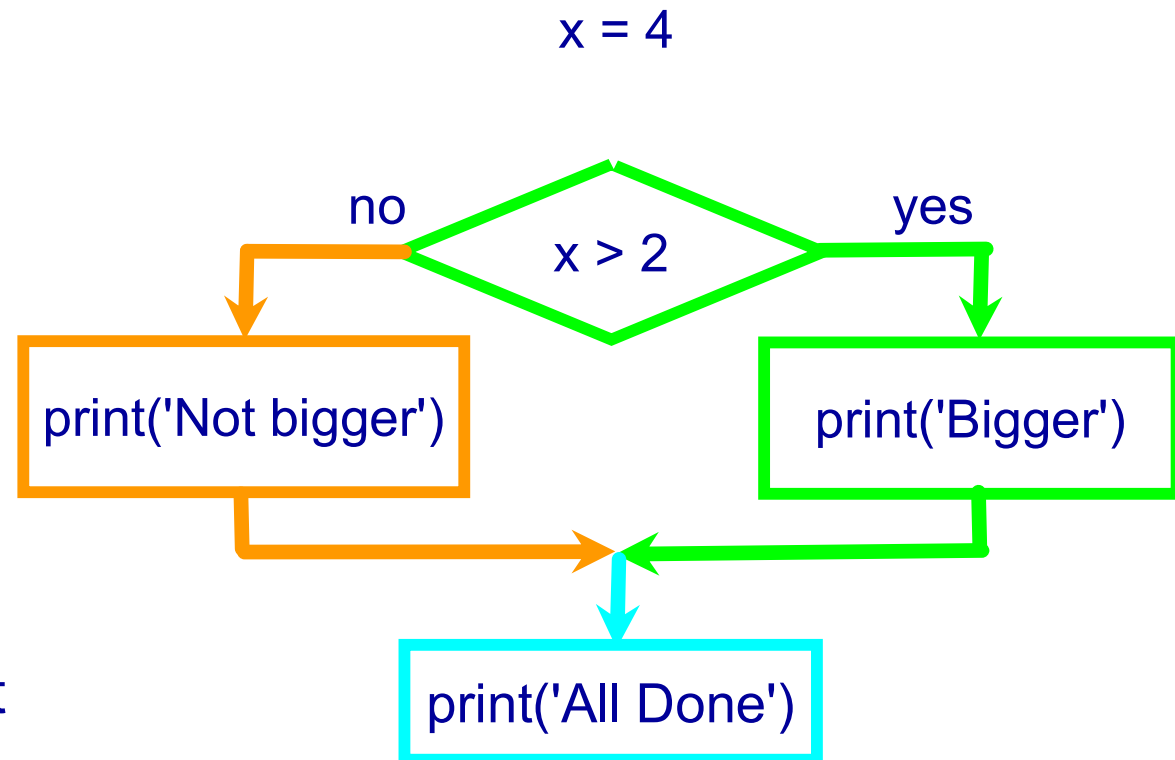 x = 4
no
yes
x > 2
print('Not bigger')
print('Bigger')
print('All Done')